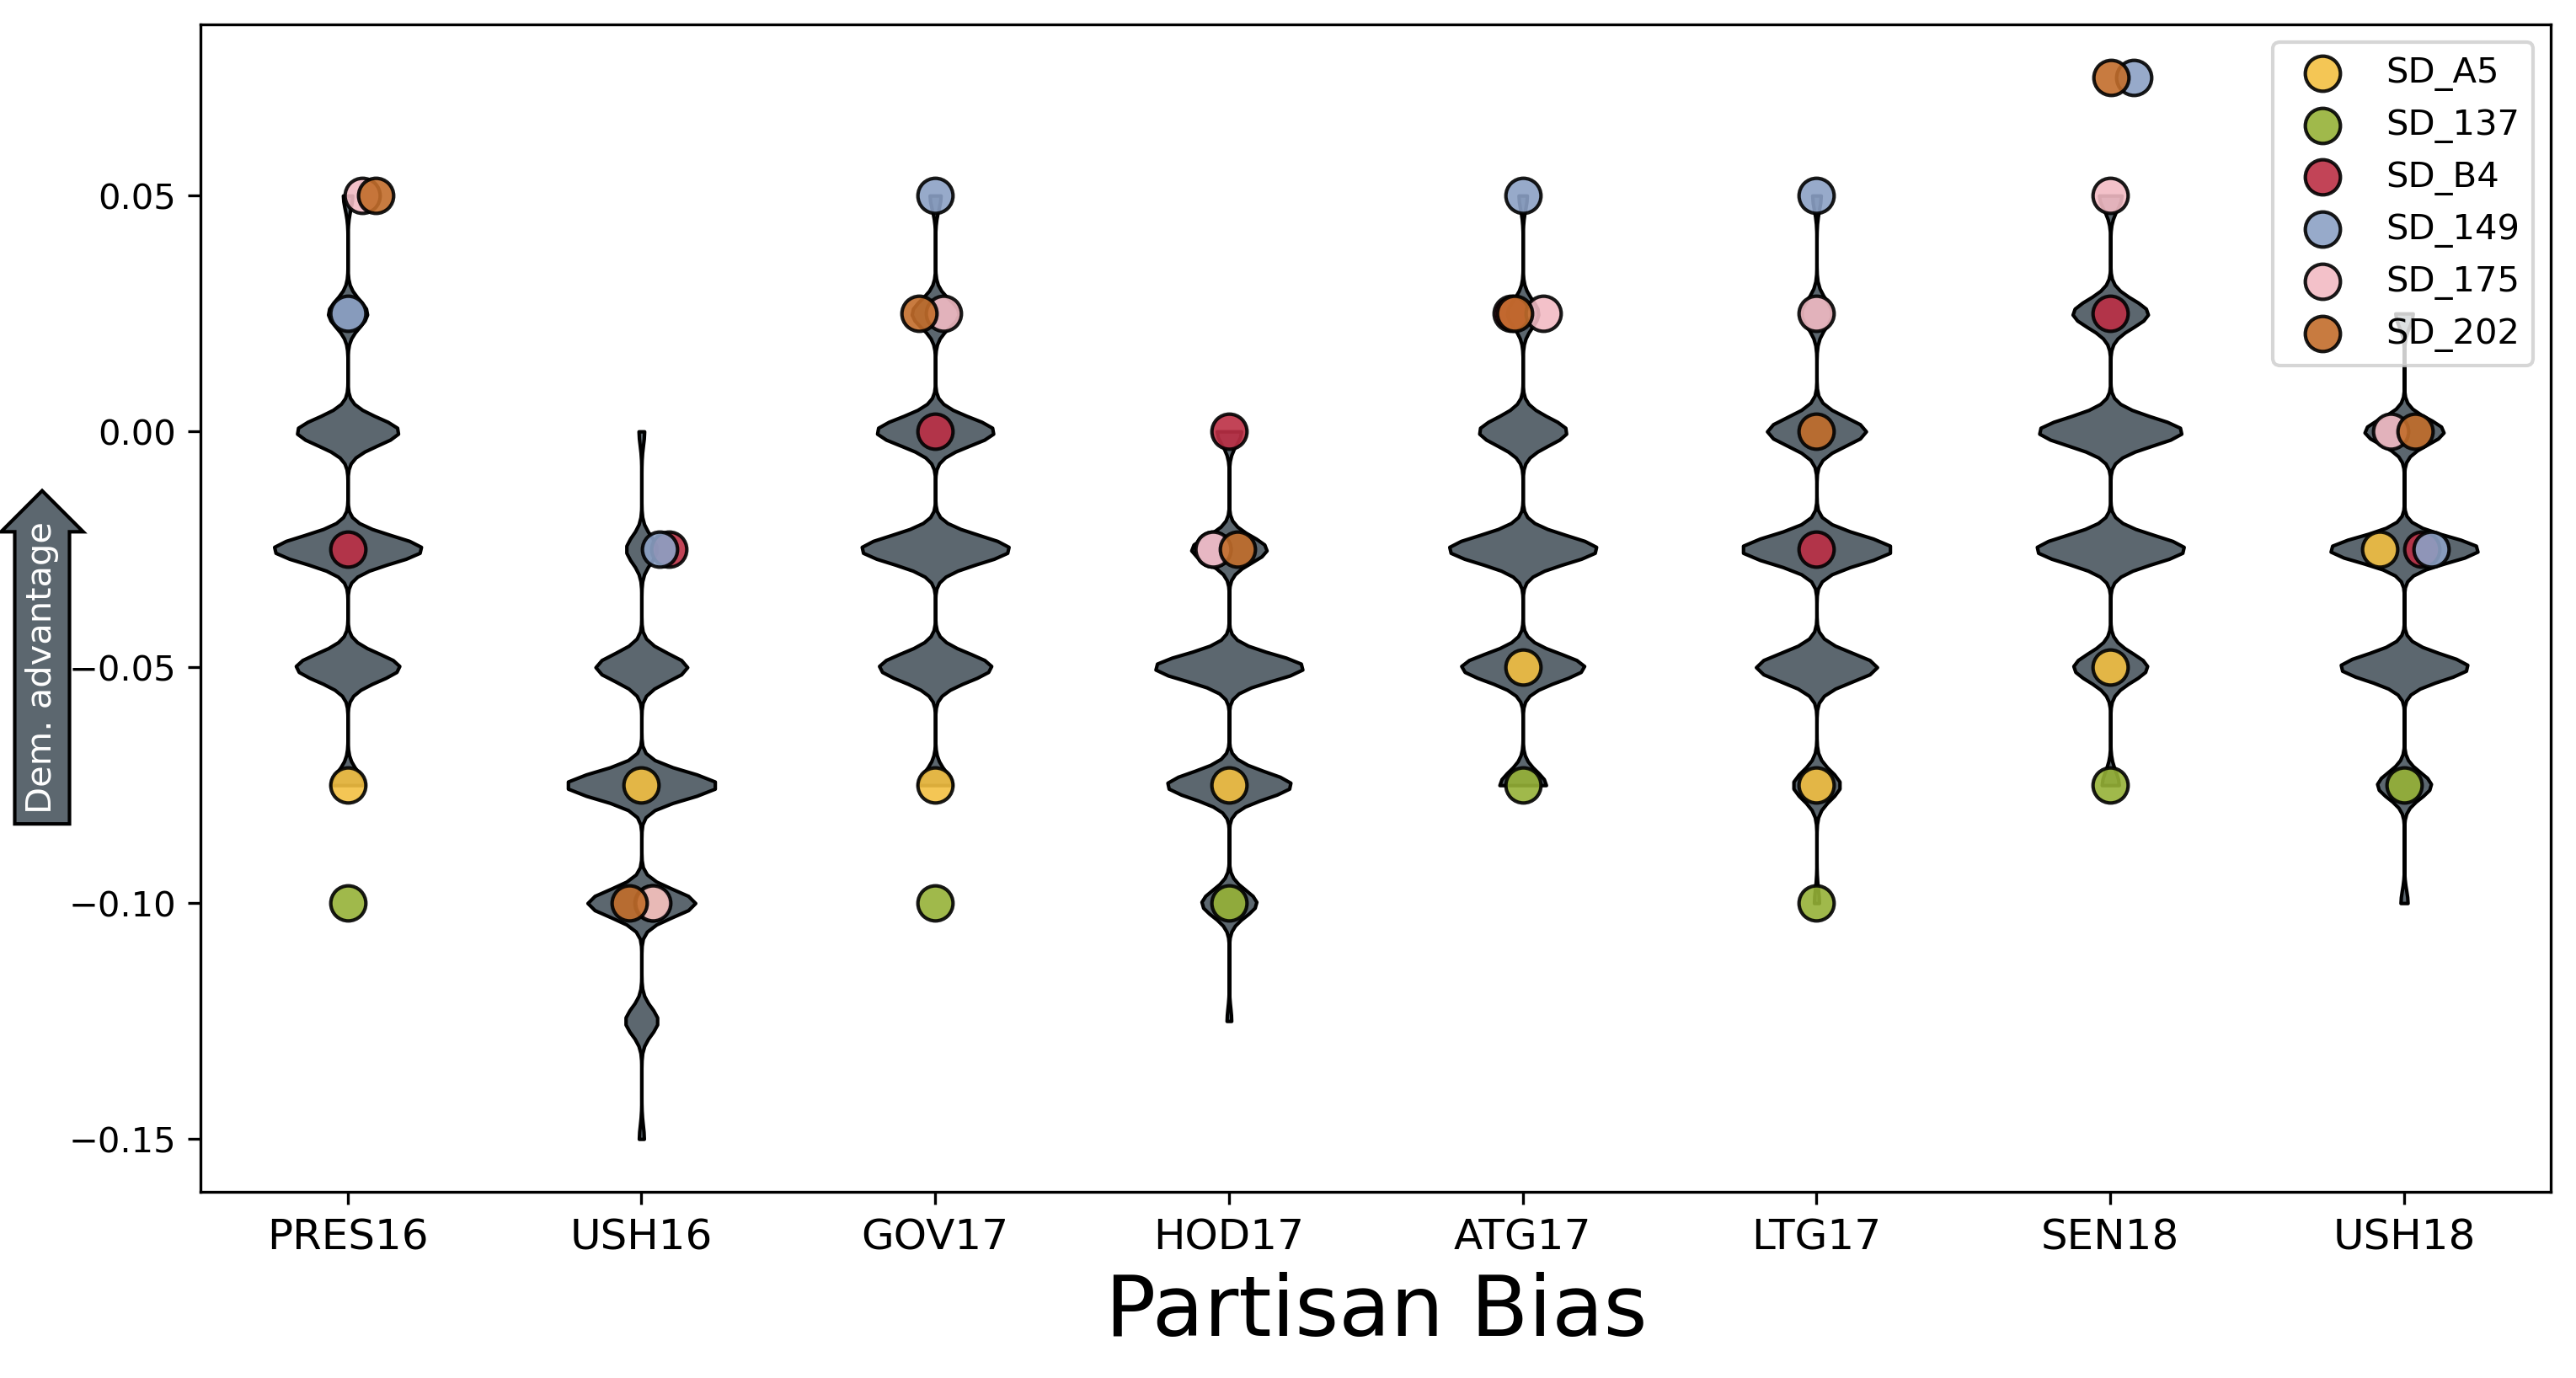 SD_A5
SD_137
SD_B4
SD_149
SD_175
SD_202
0.05
0.00
−0.05
−0.10
−0.15
Dem. advantage
PRES16 USH16 GOV17 HOD17 ATG17 LTG17 SEN18 USH18
Partisan Bias